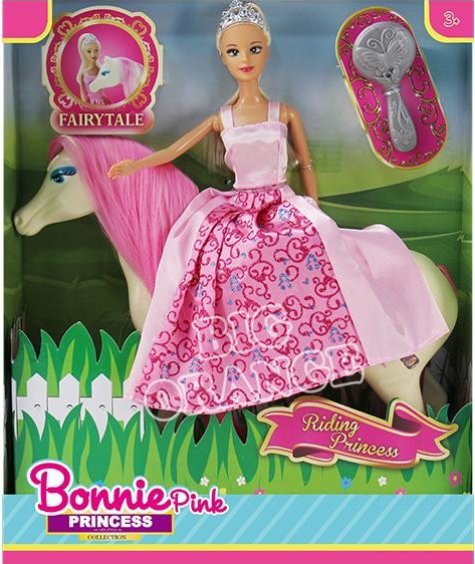 3+
FAIRYTALE
BIG
ORANGE
Riding
Princess
Bonnie Pink
PRINCESS
COLLECTION